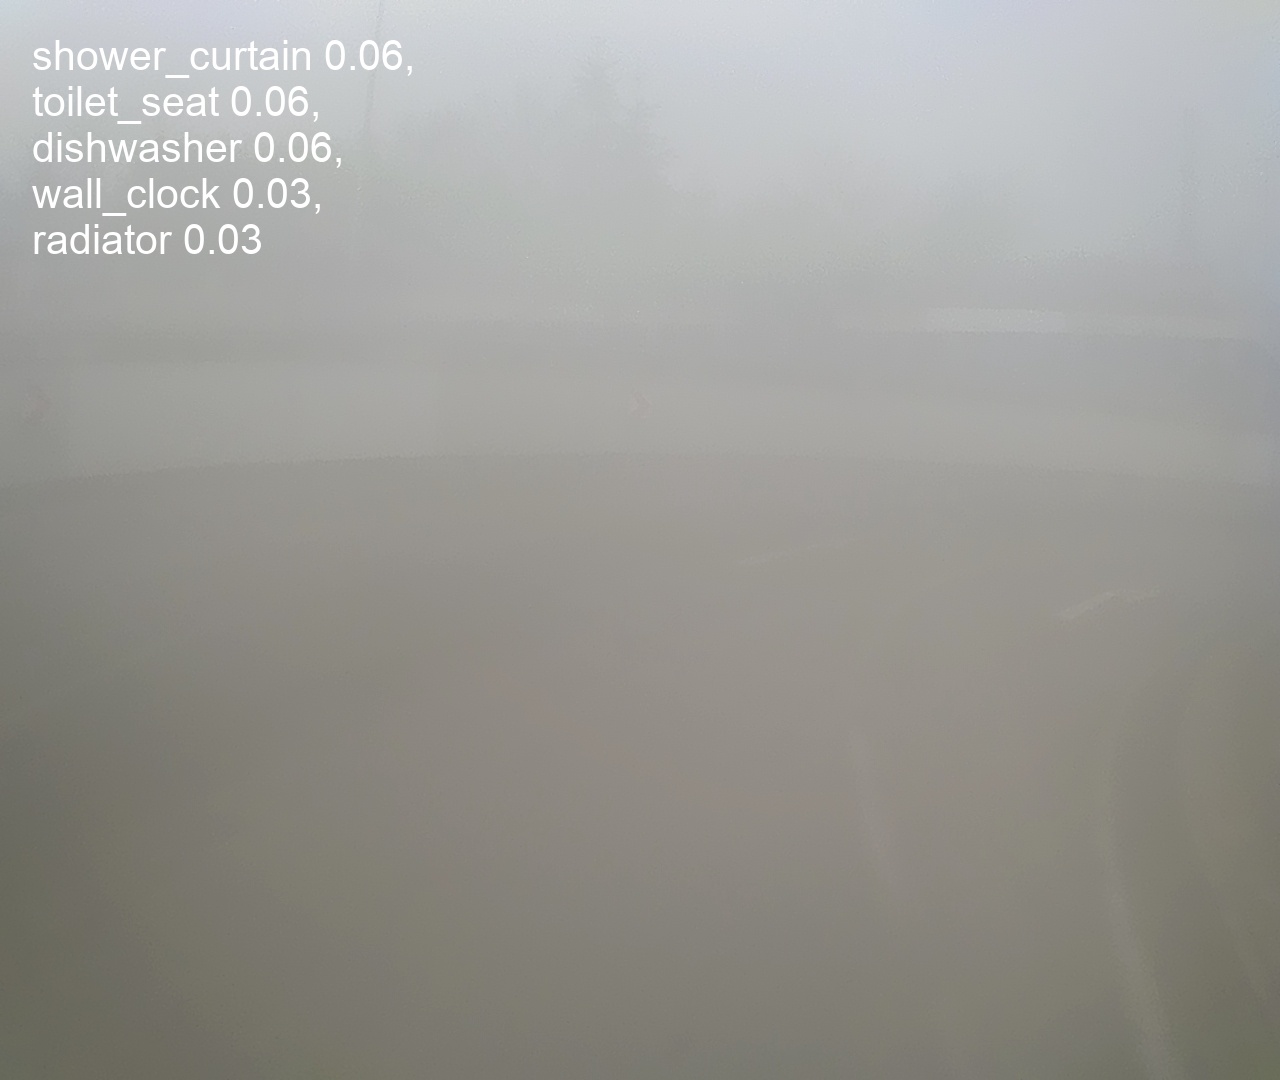 shower_curtain 0.06,
toilet_seat 0.06,
dishwasher 0.06,
wall_clock 0.03,
radiator 0.03